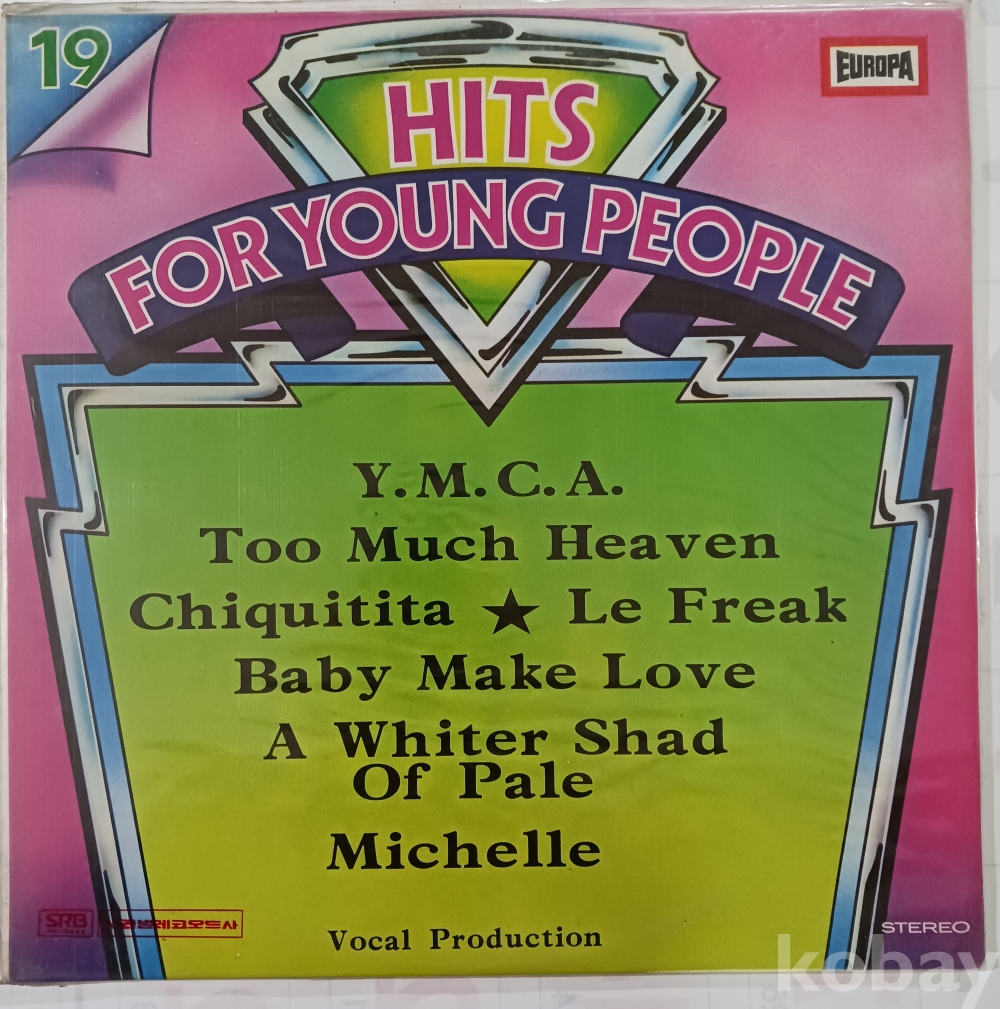 19
EUROPA
HITS
FOR YOUNG PEOPLE
Y.M.C.A.
Too Much Heaven
Chiquitita ★ Le Freak
Baby Make Love
A Whiter Shad
Of Pale
Michelle
SRB
Vocal Production
STEREO
kobay